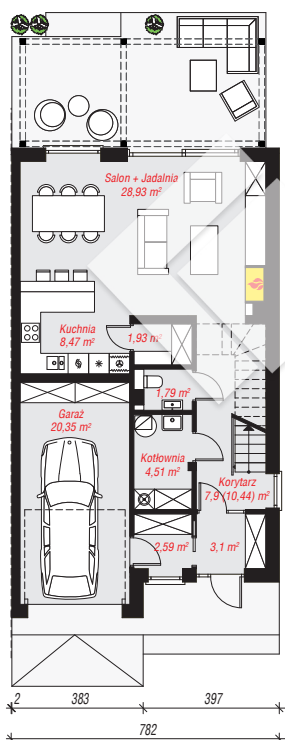 Salon + Jadalnia
28,93 m²
Kuchnia
8,47 m²
1,93 m²
1,79 m²
Garaż
20,35 m²
Kotłownia
4,51 m²
Korytarz
7,9 (10,44) m²
2,59 m²
3,1 m²
2 383 397
782